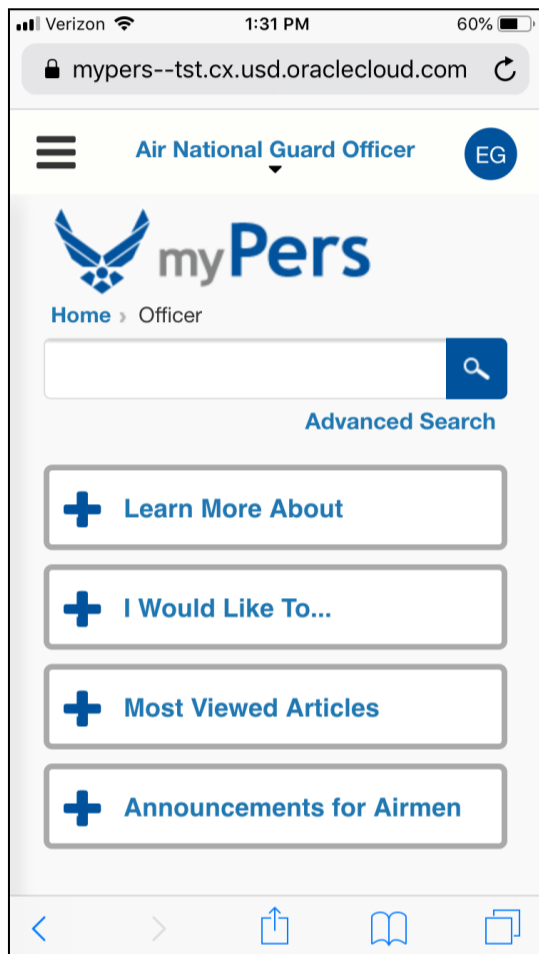 Verizon 1:31 PM 60%
mypers--tst.cx.usd.oraclecloud.com
Air National Guard Officer EG
myPers
Home › Officer
Advanced Search
Learn More About
I Would Like To...
Most Viewed Articles
Announcements for Airmen